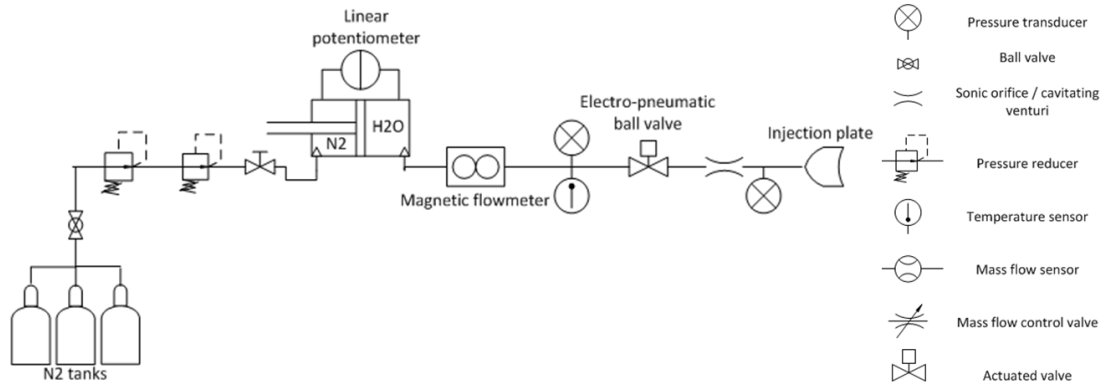 Linear
potentiometer
N2
H2O
Electro-pneumatic
ball valve
Injection plate
Magnetic flowmeter
N2 tanks
Pressure transducer
Ball valve
Sonic orifice / cavitating
venturi
Pressure reducer
Temperature sensor
Mass flow sensor
Mass flow control valve
Actuated valve